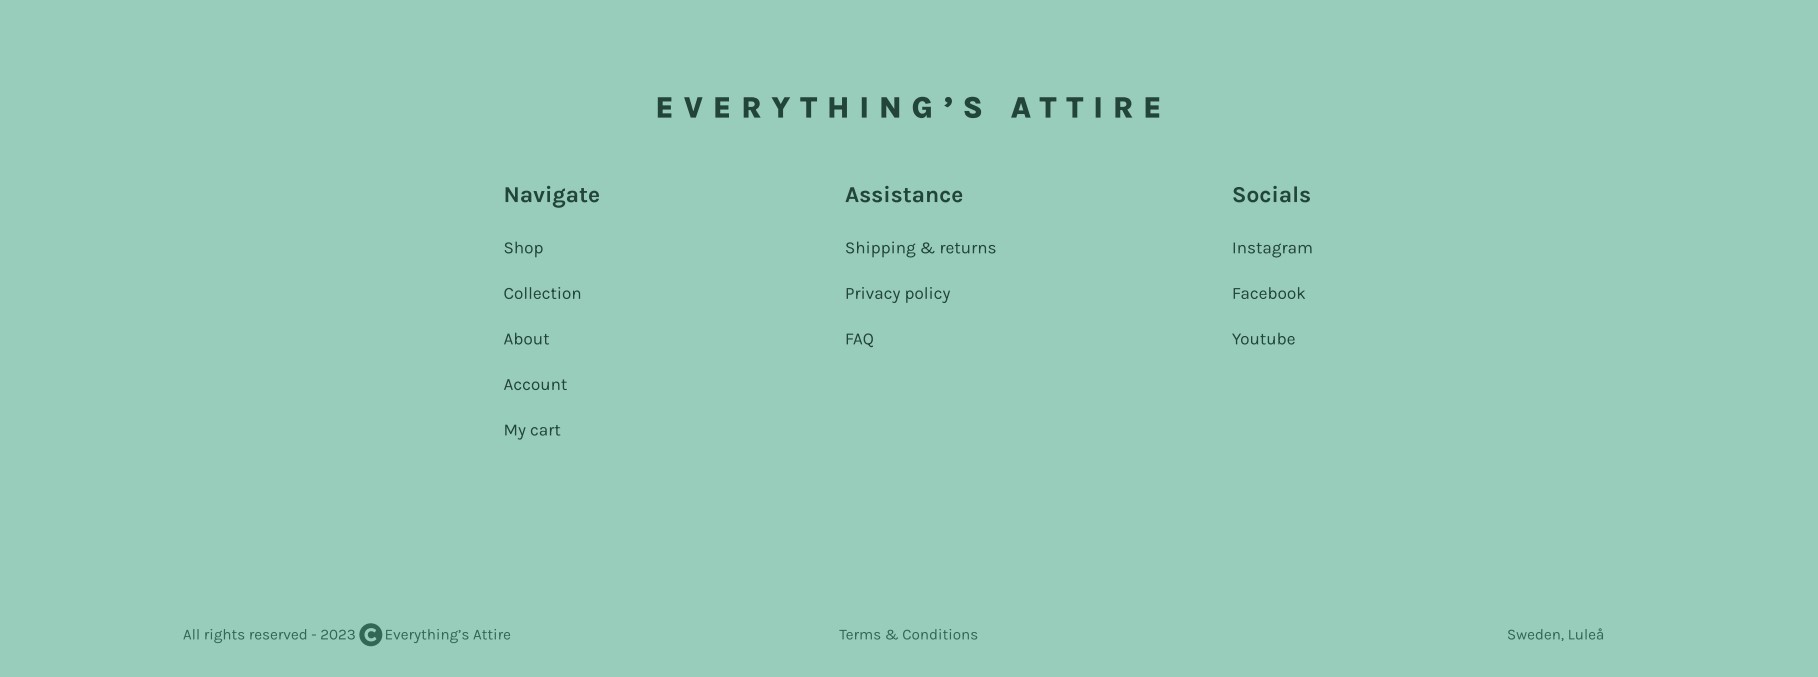 EVERYTHING’S ATTIRE
Navigate
Shop
Collection
About
Account
My cart
Assistance
Shipping & returns
Privacy policy
FAQ
Socials
Instagram
Facebook
Youtube
All rights reserved - 2023 © Everything’s Attire
Terms & Conditions
Sweden, Luleå